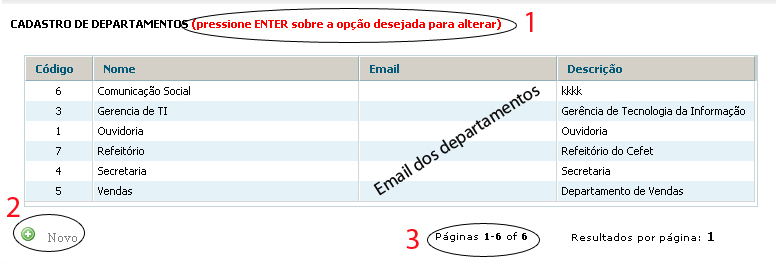 CADASTRO DE DEPARTAMENTOS (pressione ENTER sobre a opção desejada para alterar) 1
Código Nome Email Descrição
6 Comunicação Social kkkk
3 Gerencia de TI Gerência de Tecnologia da Informação
1 Ouvidoria Ouvidoria
7 Refeitório Refeitório do Cefet
4 Secretaria Secretaria
5 Vendas Departamento de Vendas
Email dos departamentos
2
Novo
3 Páginas 1-6 of 6 Resultados por página: 1